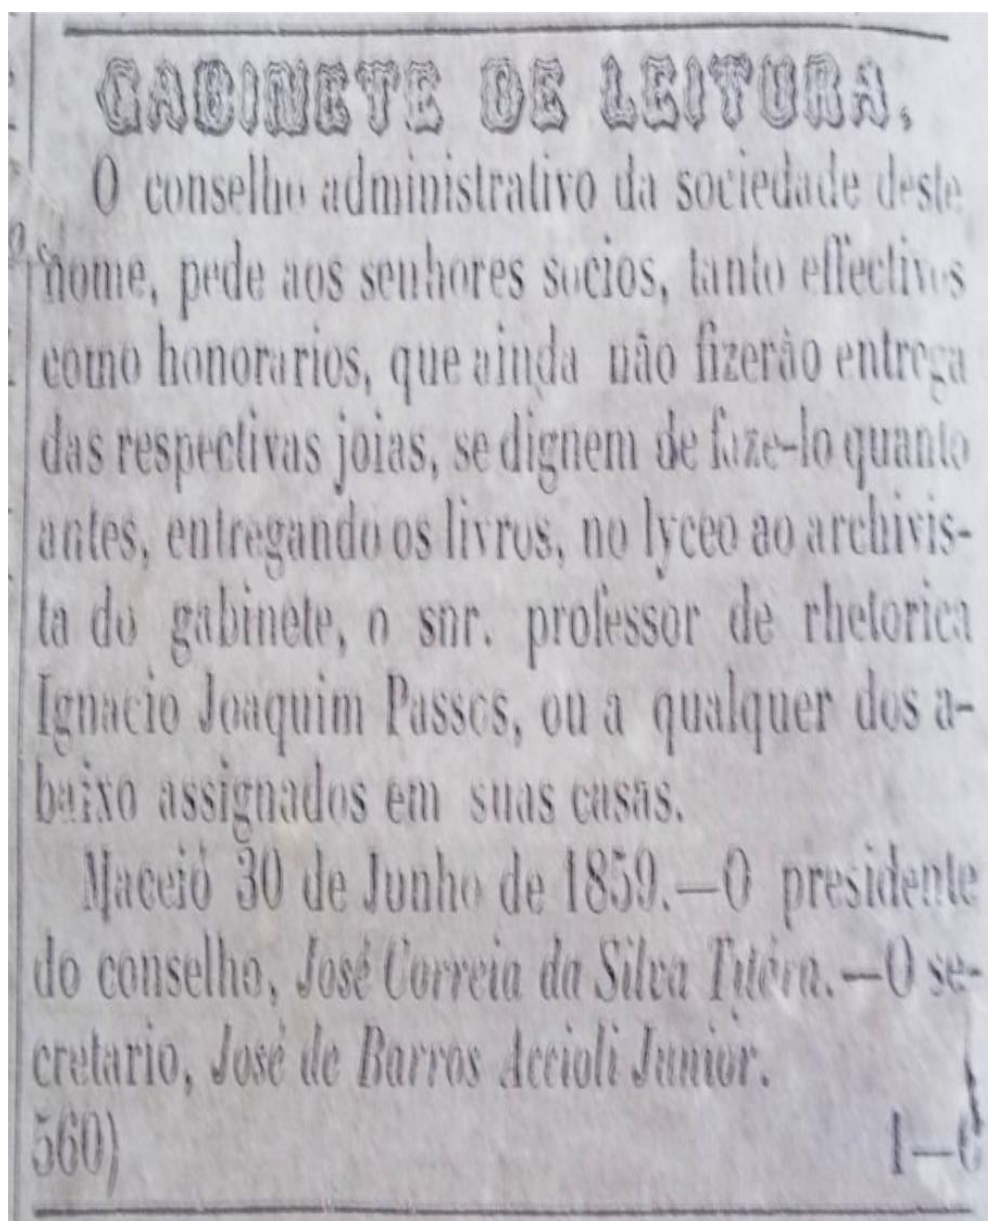 GABINETE DE LEITURA.
O conselho administrativo da sociedade deste
nome, pede aos senhores socios, tanto effectivos
como honorarios, que ainda não fizerão entrega
das respectivas joias, se dignem de faze-lo quanto
antes, entregando os livros, no lyceo ao archivis-
ta do gabinete, o snr. professor de rhetorica
Ignacio Joaquim Passos, ou a qualquer dos a-
baixo assignados em suas casas.
Maceió 30 de Junho de 1859.—O presidente
do conselho, José Correia da Silva Titára.—O se-
cretario, José de Barros Accioli Junior.
560) 1—6